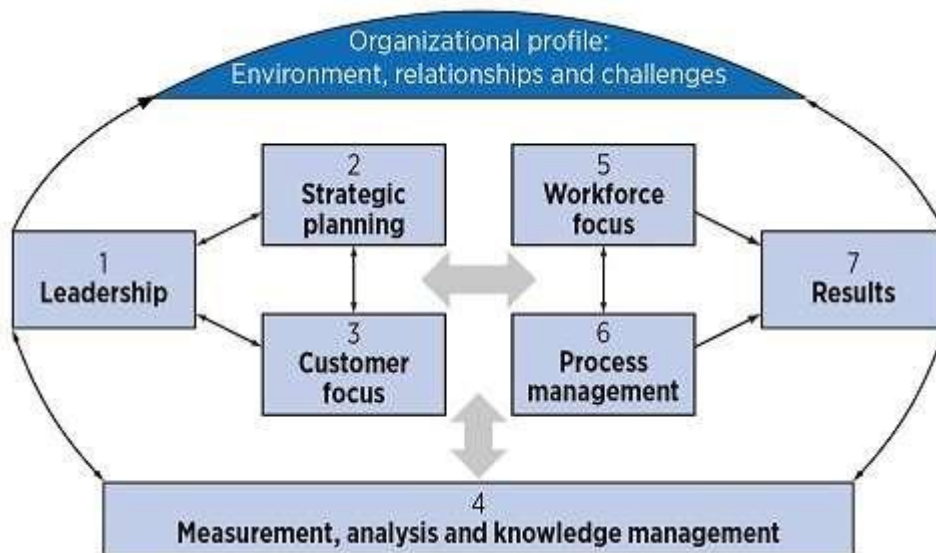 Organizational profile:
Environment, relationships and challenges
1
Leadership
2
Strategic
planning
3
Customer
focus
5
Workforce
focus
6
Process
management
7
Results
4
Measurement, analysis and knowledge management